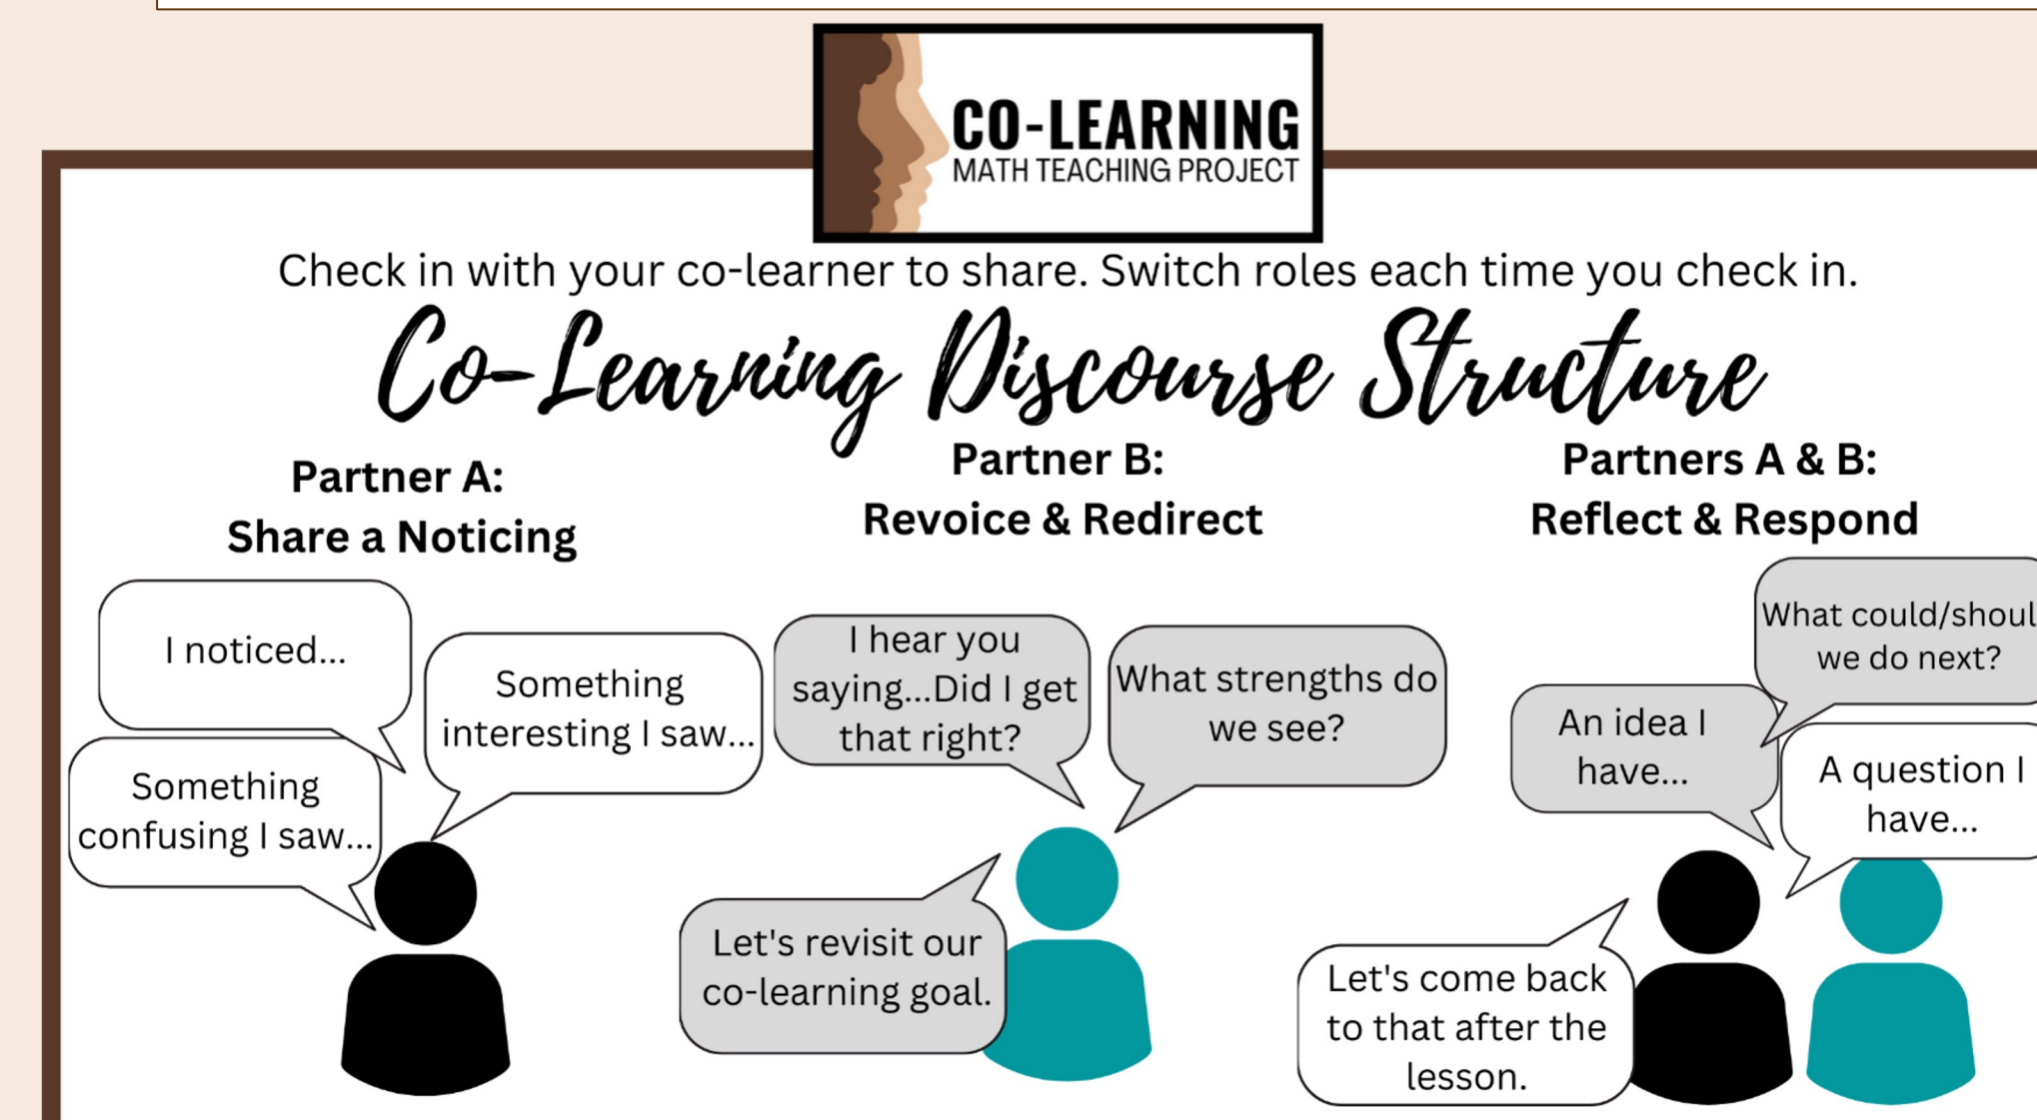 CO-LEARNING
MATH TEACHING PROJECT
Check in with your co-learner to share. Switch roles each time you check in.
Co-Learning Discourse Structure
Partner A:
Share a Noticing
I noticed...
Something
interesting I saw...
Something
confusing I saw...
Partner B:
Revoice & Redirect
I hear you
saying...Did I get
that right?
What strengths do
we see?
Let's revisit our
co-learning goal.
Partners A & B:
Reflect & Respond
What could/shoul
we do next?
An idea I
have...
A question I
have...
Let's come back
to that after the
lesson.